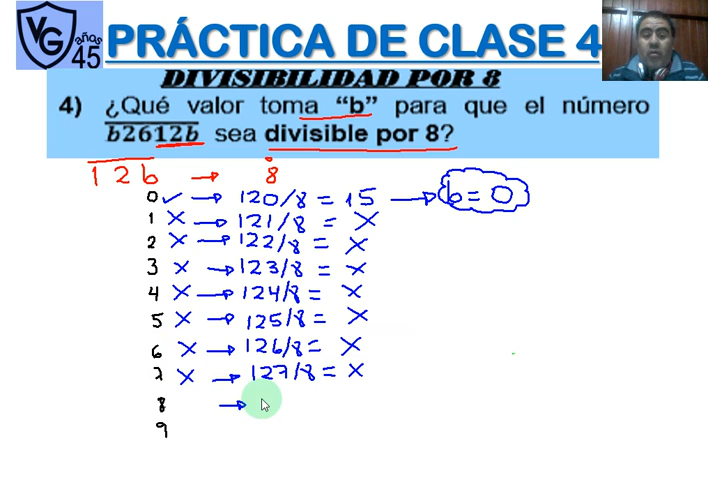 VG
años
45
PRÁCTICA DE CLASE 4
DIVISIBILIDAD POR 8
4) ¿Qué valor toma “b” para que el número
b2612b sea divisible por 8?
12b → 8
0 ✓ → 120/8 = 15 → b = 0
1 X → 121/8 = X
2 X → 122/8 = X
3 X → 123/8 = X
4 X → 124/8 = X
5 X → 125/8 = X
6 X → 126/8 = X
7 X → 127/8 = X
8 →
9